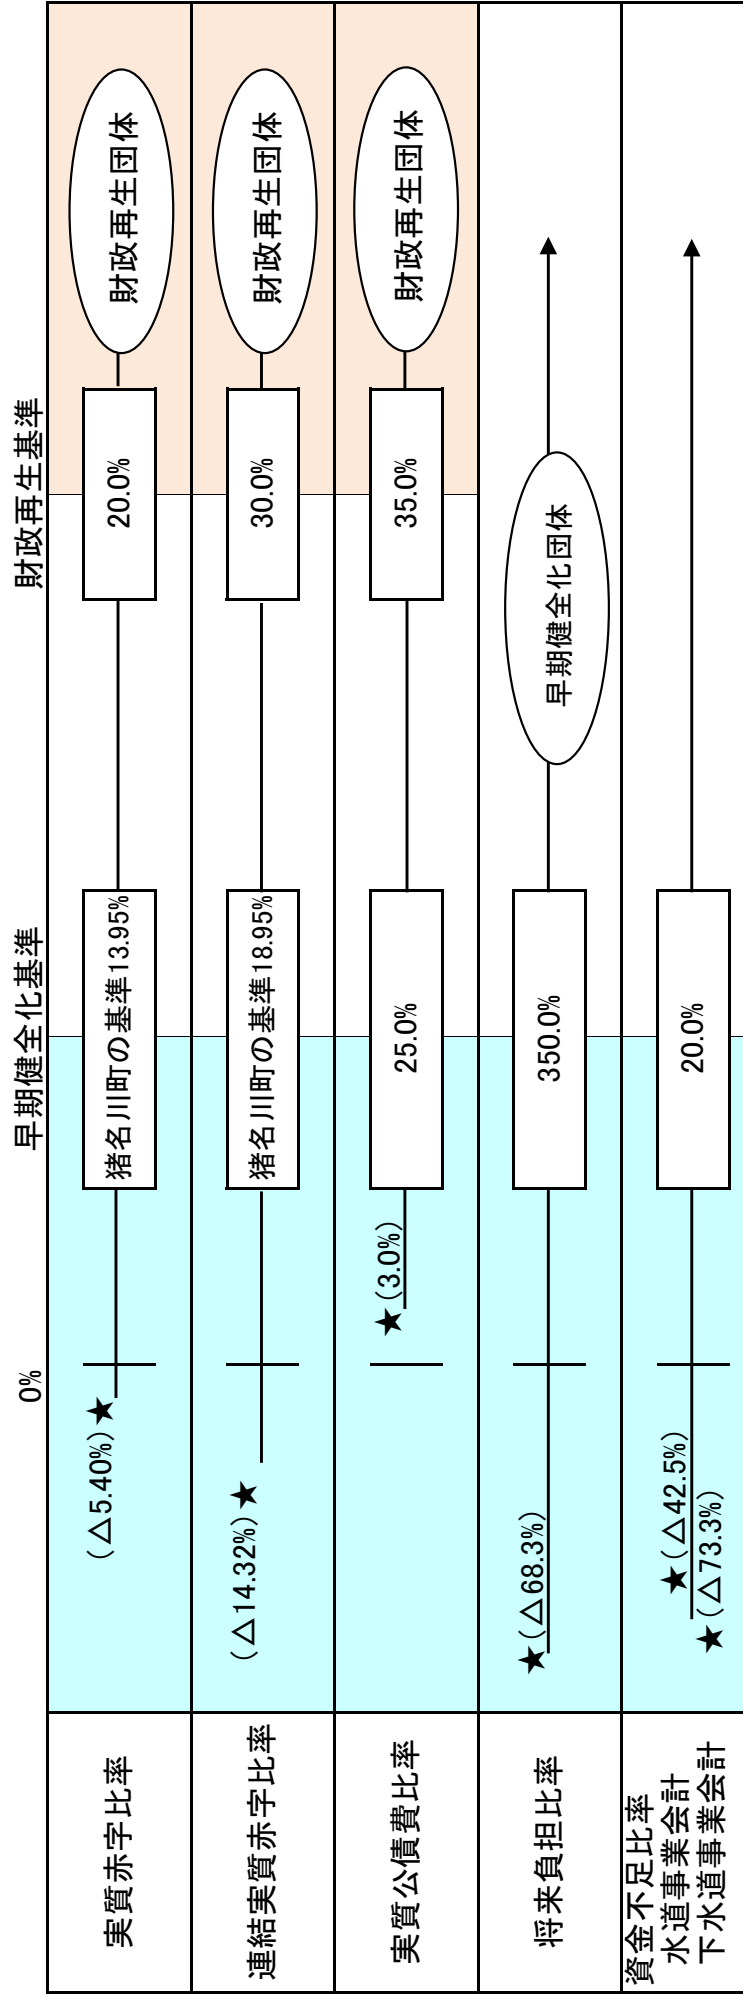 0%
早期健全化基準
財政再生基準
実質赤字比率
(△5.40%)★
猪名川町の基準13.95%
20.0%
財政再生団体
連結実質赤字比率
(△14.32%)★
猪名川町の基準18.95%
30.0%
財政再生団体
実質公債費比率
★(3.0%)
25.0%
35.0%
財政再生団体
将来負担比率
★(△68.3%)
350.0%
早期健全化団体
資金不足比率
水道事業会計
下水道事業会計
★(△42.5%)
★(△73.3%)
20.0%